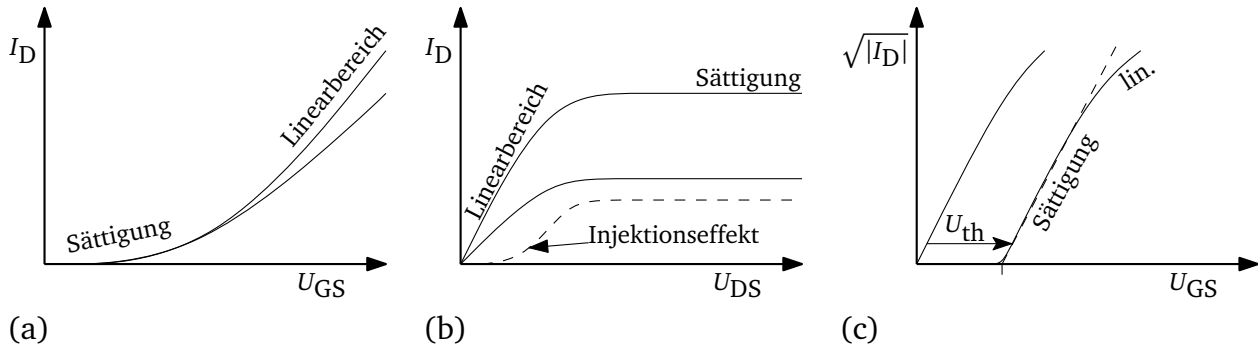 I_D
Linearbereich
Sättigung
U_GS
(a)
I_D
Sättigung
Linearbereich
Injektionseffekt
U_DS
(b)
√|I_D|
lin.
Sättigung
U_th
U_GS
(c)